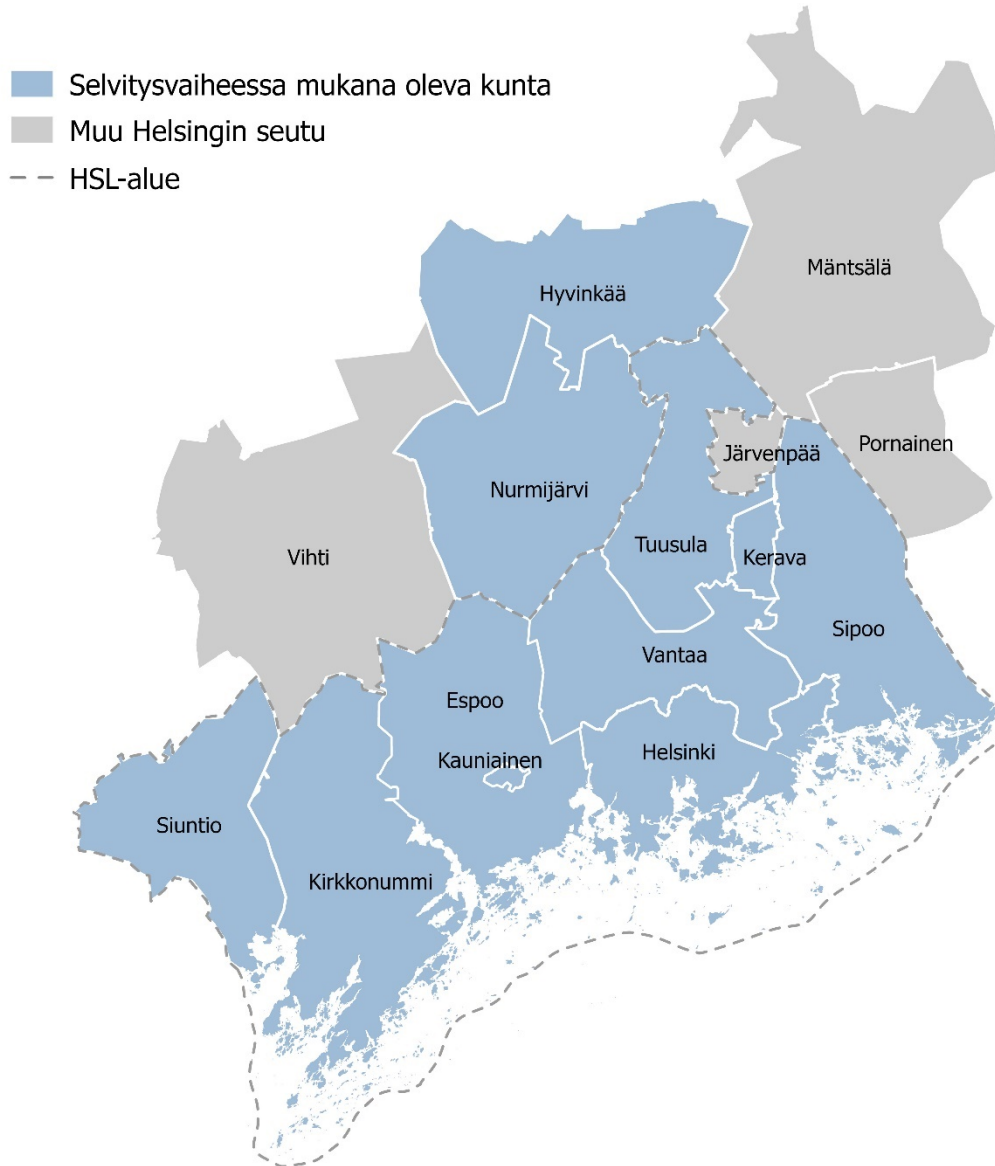 Selvitysvaiheessa mukana oleva kunta
Muu Helsingin seutu
HSL-alue
Mäntsälä
Hyvinkää
Pornainen
Järvenpää
Nurmijärvi
Tuusula
Kerava
Vihti
Sipoo
Vantaa
Espoo
Helsinki
Kauniainen
Siuntio
Kirkkonummi